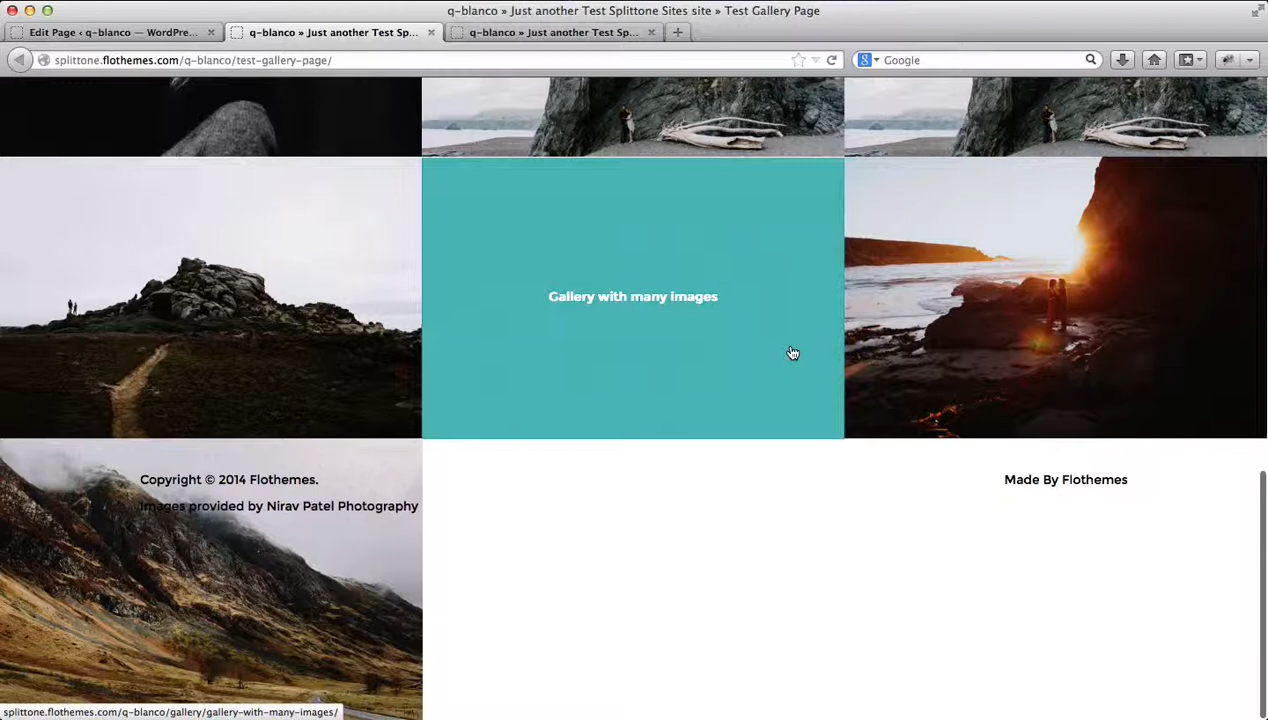 q-blanco » Just another Test Splittone Sites site » Test Gallery Page
Edit Page ‹ q-blanco — WordPre...
q-blanco » Just another Test Sp...
q-blanco » Just another Test Sp...
splittone.flothemes.com/q-blanco/test-gallery-page/
Google
Gallery with many images
Copyright © 2014 Flothemes.
Made By Flothemes
Images provided by Nirav Patel Photography
splittone.flothemes.com/q-blanco/gallery/gallery-with-many-images/